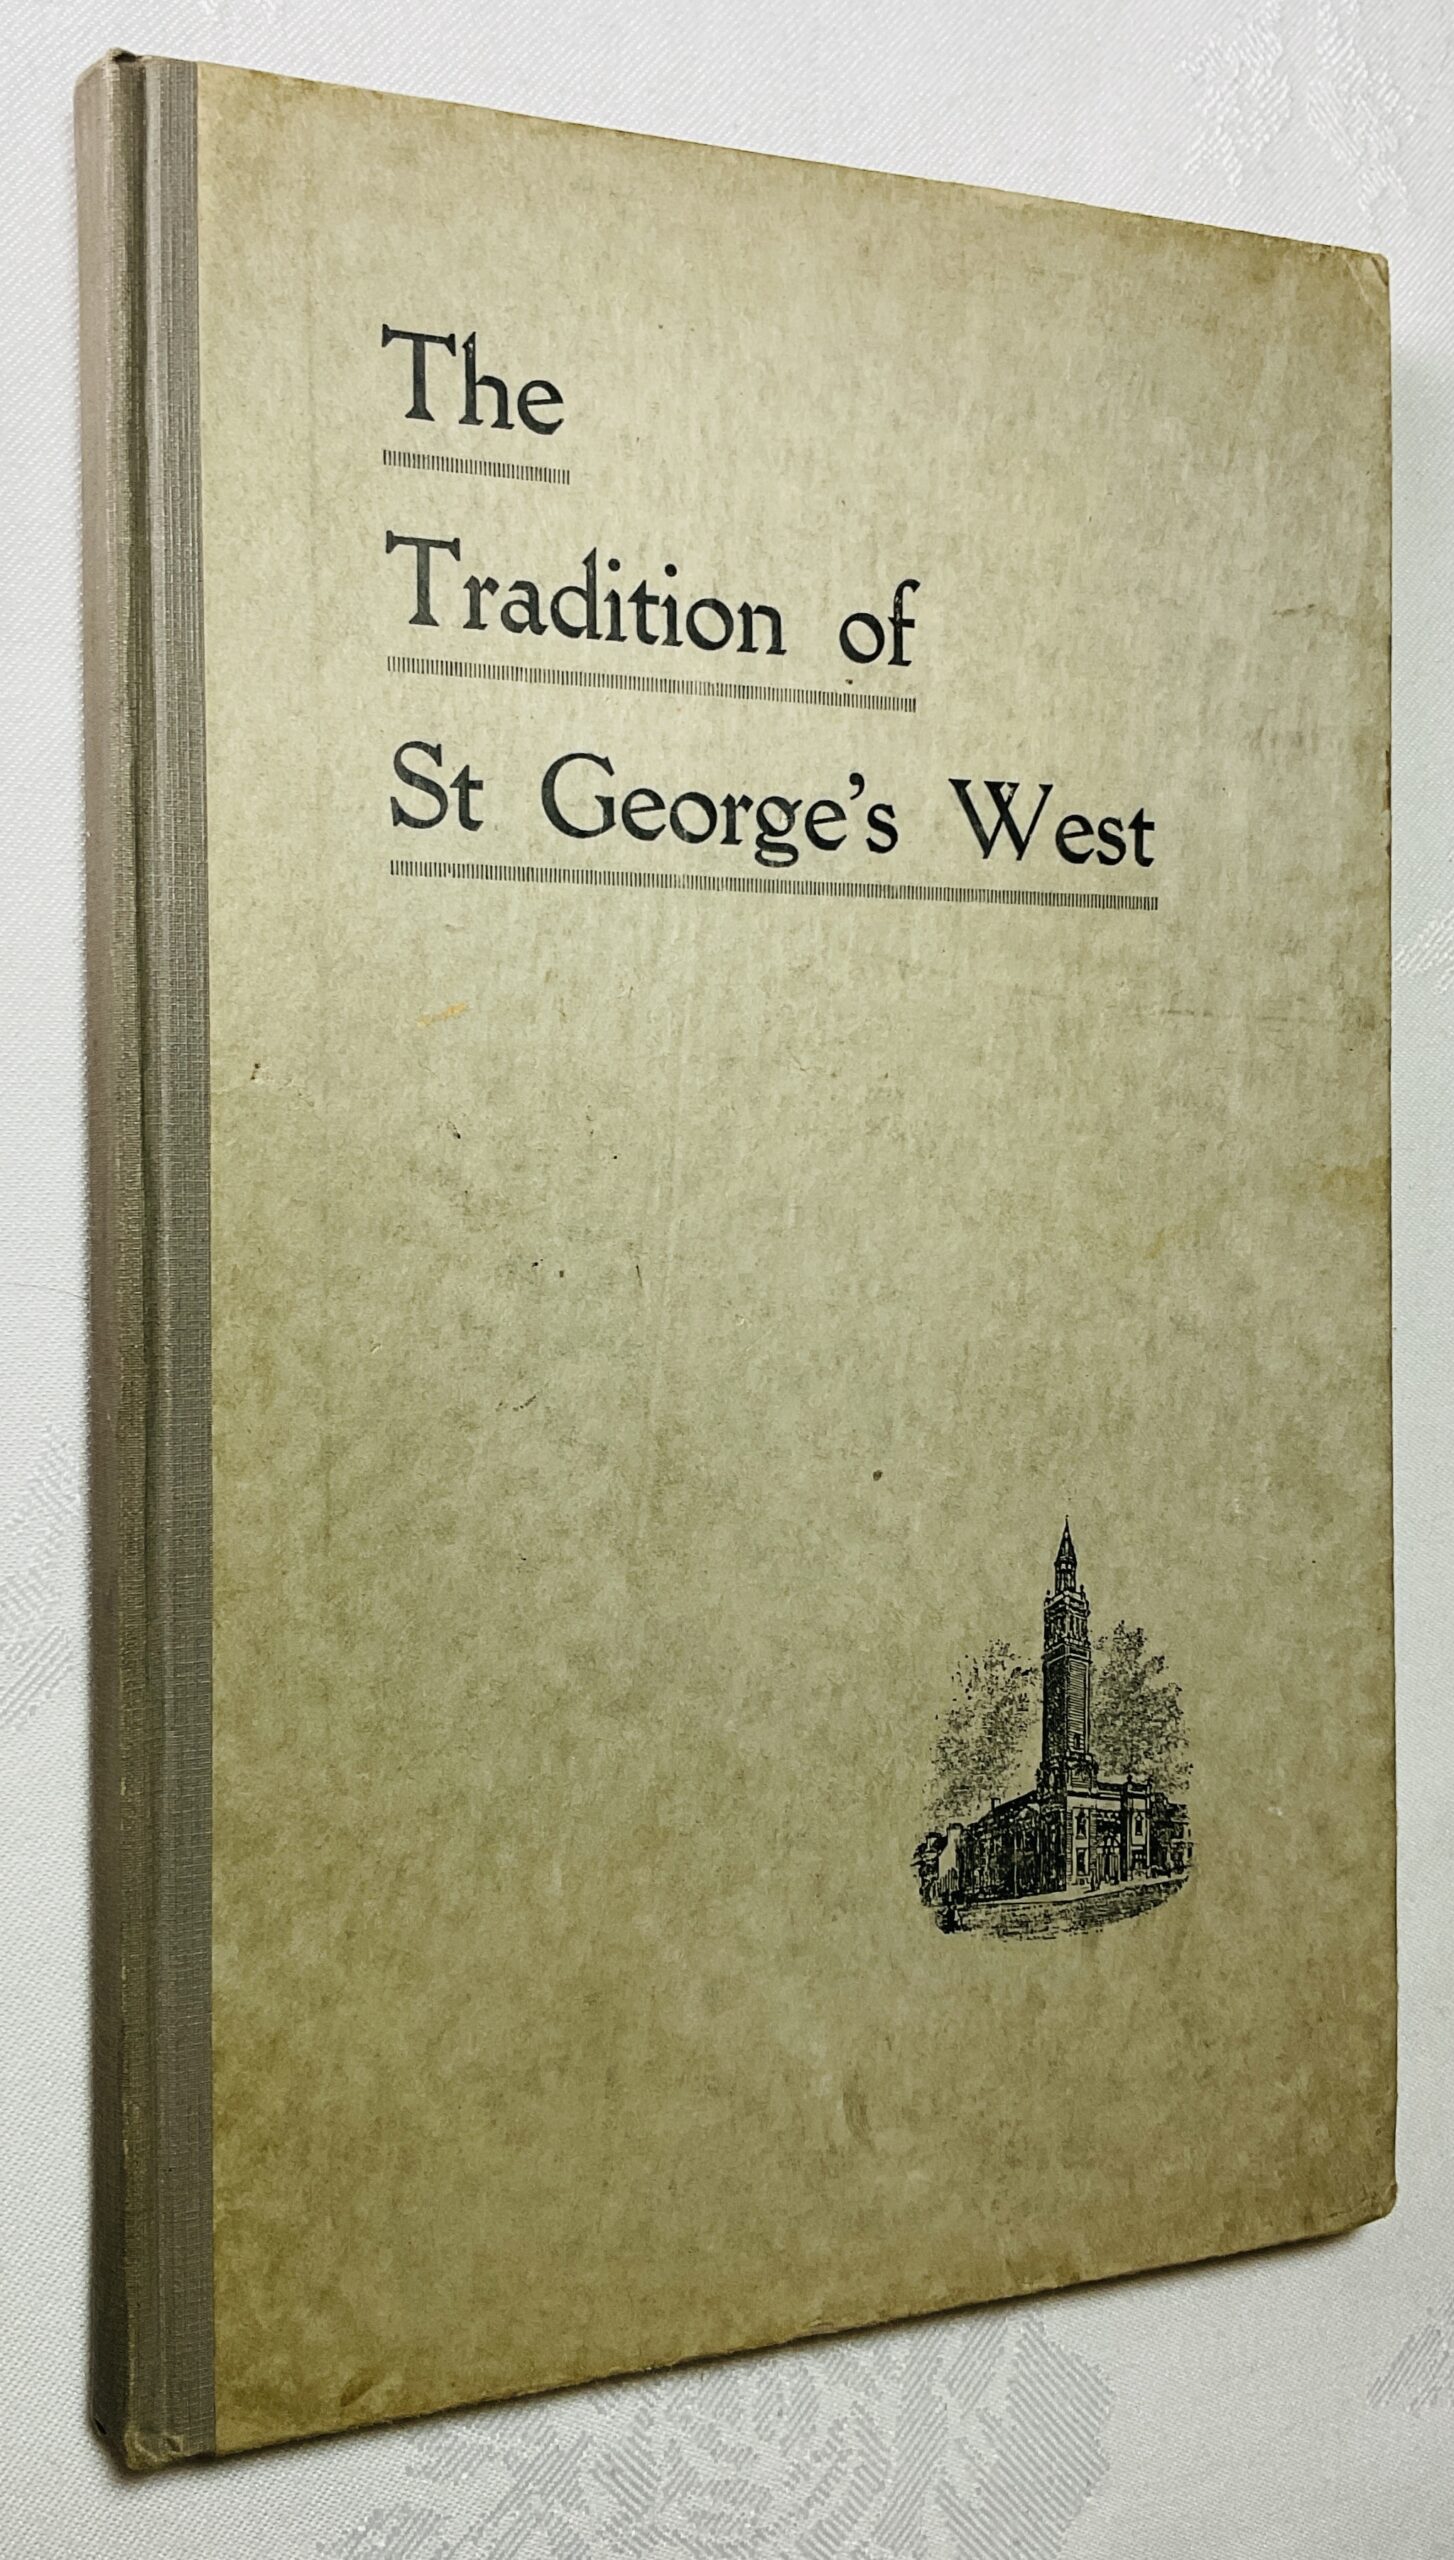 The
Tradition of
St George's West